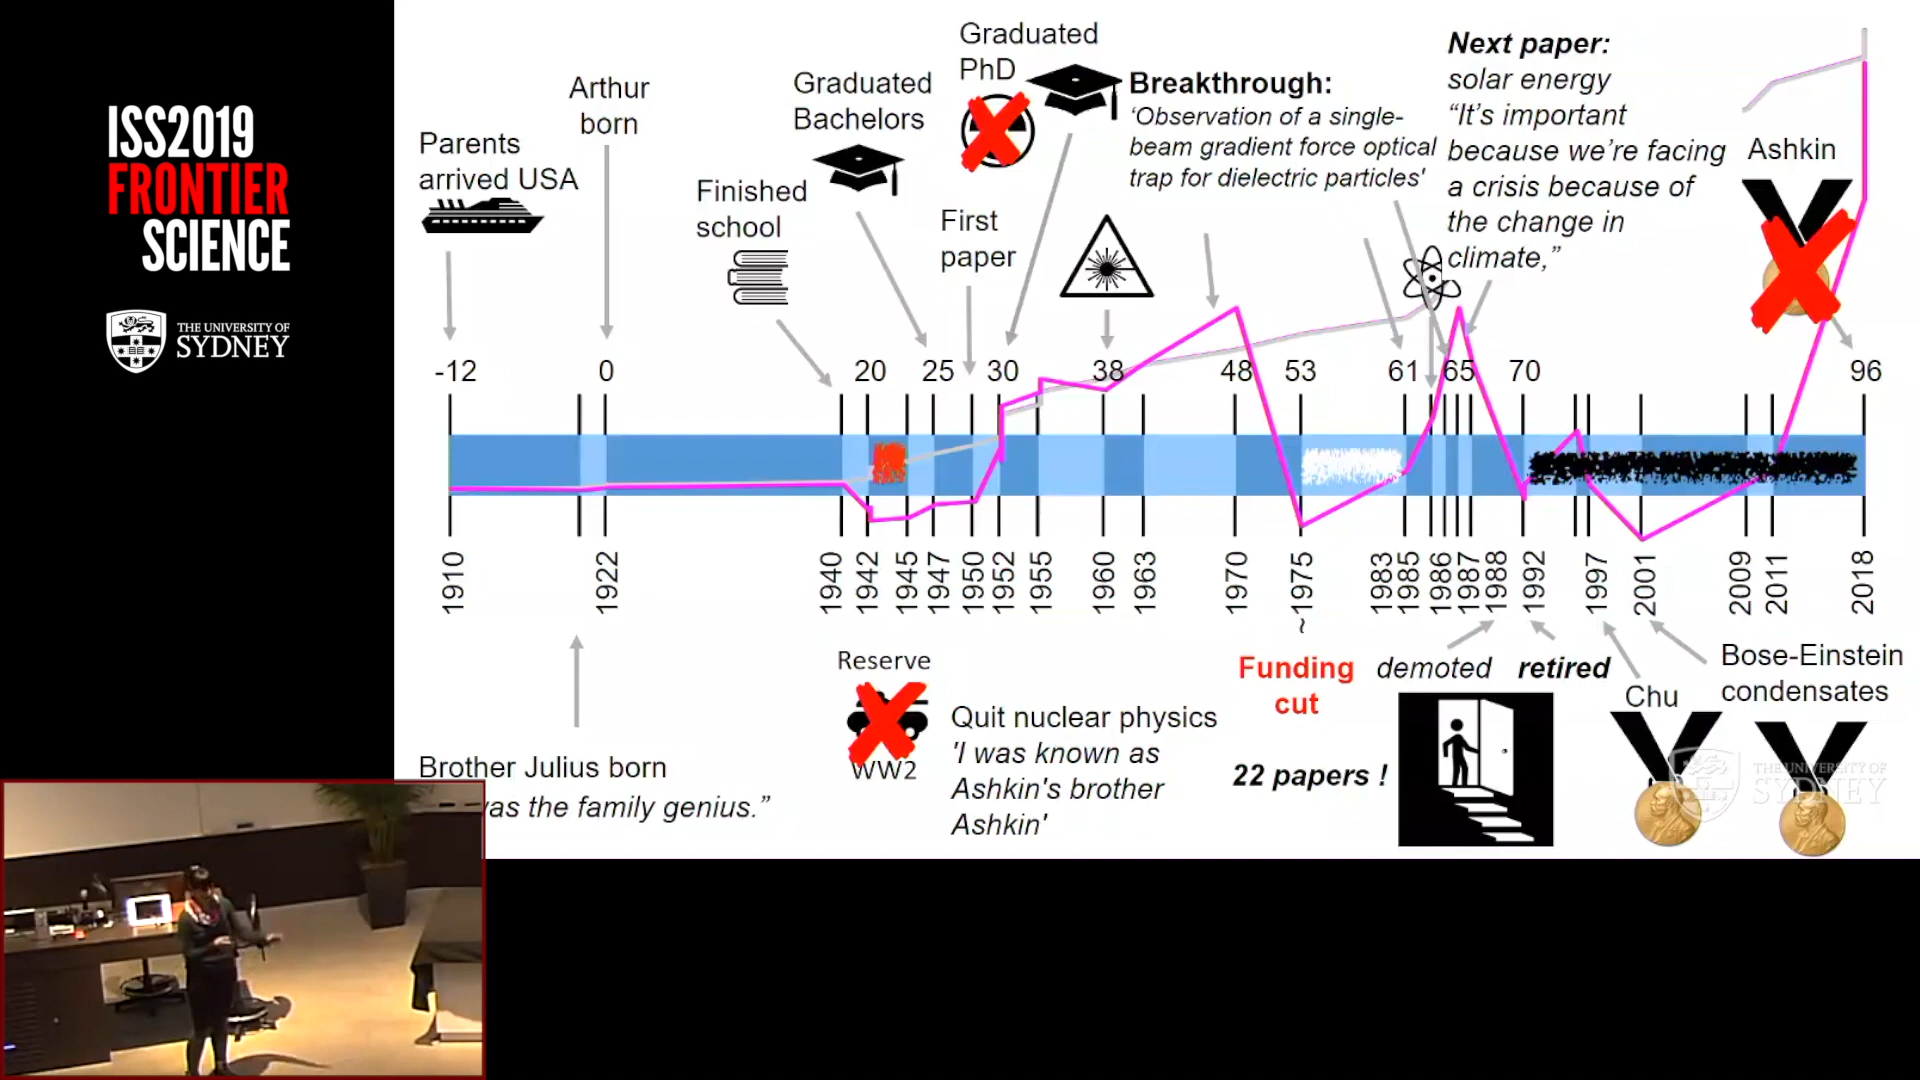 ISS2019
FRONTIER
SCIENCE
THE UNIVERSITY OF
SYDNEY
Parents
arrived USA
Arthur
born
Finished
school
Graduated
Bachelors
First
paper
Graduated
PhD
Breakthrough:
'Observation of a single-
beam gradient force optical
trap for dielectric particles'
Next paper:
solar energy
“It’s important
because we’re facing
a crisis because of
the change in
climate,”
Ashkin
-12 0 20 25 30 38 48 53 61 65 70 96
1910 1922 1940 1942 1945 1947 1950 1952 1955 1960 1963 1970 ~1975 1983 1985 1986 1987 1988 1992 1997 2001 2009 2011 2018
Brother Julius born
as the family genius.”
Reserve
WW2
Quit nuclear physics
'I was known as
Ashkin's brother
Ashkin'
Funding
cut
22 papers !
demoted
retired
Chu
Bose-Einstein
condensates
THE UNIVERSITY OF
SYDNEY